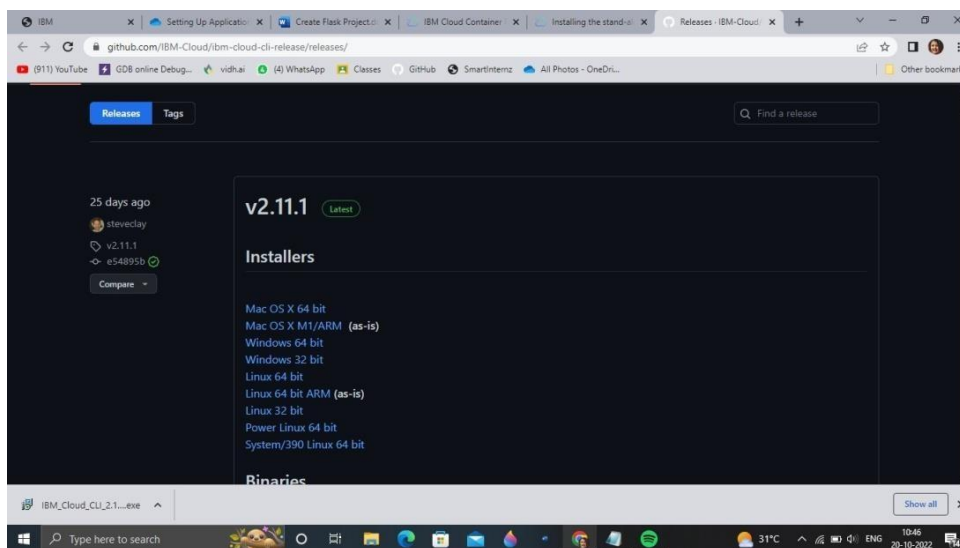 IBM
Setting Up Applicatio
Create Flask Project.d
IBM Cloud Container
Installing the stand-al
Releases · IBM-Cloud/
github.com/IBM-Cloud/ibm-cloud-cli-release/releases/
(911) YouTube
GDB online Debug...
vidh.ai
(4) WhatsApp
Classes
GitHub
SmartInternz
All Photos - OneDri...
Other bookmar
Releases
Tags
Find a release
25 days ago
steveclay
v2.11.1
e54895b
Compare
v2.11.1
Latest
Installers
Mac OS X 64 bit
Mac OS X M1/ARM (as-is)
Windows 64 bit
Windows 32 bit
Linux 64 bit
Linux 64 bit ARM (as-is)
Linux 32 bit
Power Linux 64 bit
System/390 Linux 64 bit
Binaries
IBM_Cloud_CLI_2.1....exe
Show all
Type here to search
31°C
ENG
10:46
20-10-2022